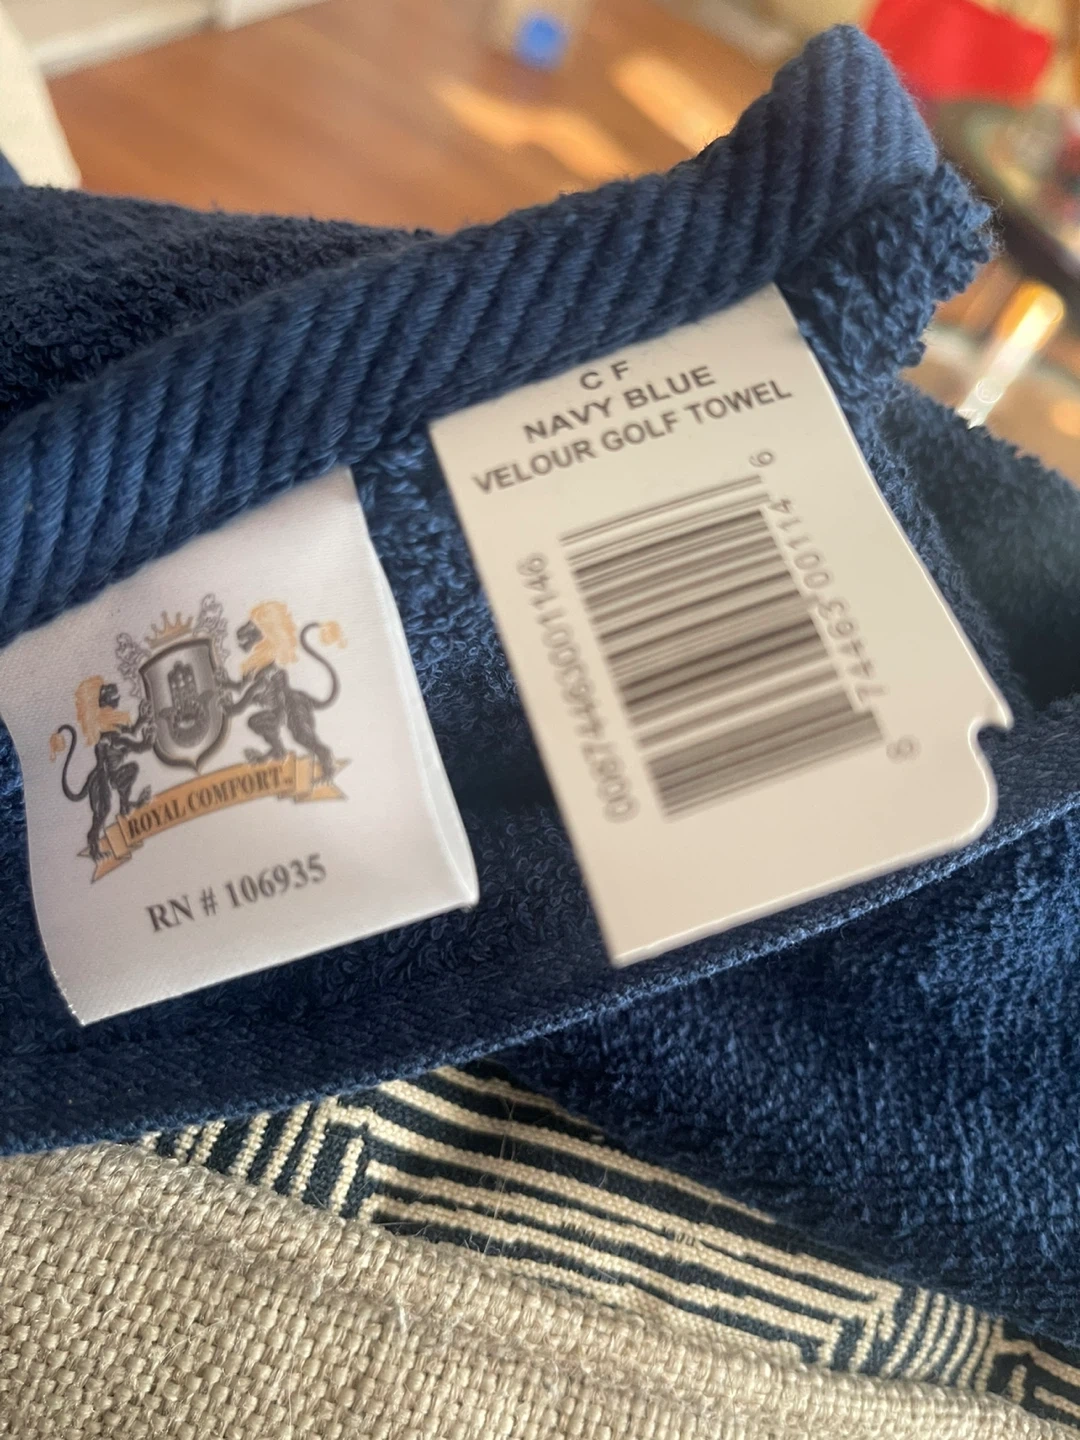 C F
NAVY BLUE
VELOUR GOLF TOWEL
00874463001146
8 74463 00114 6
ROYAL COMFORT
RN # 106935